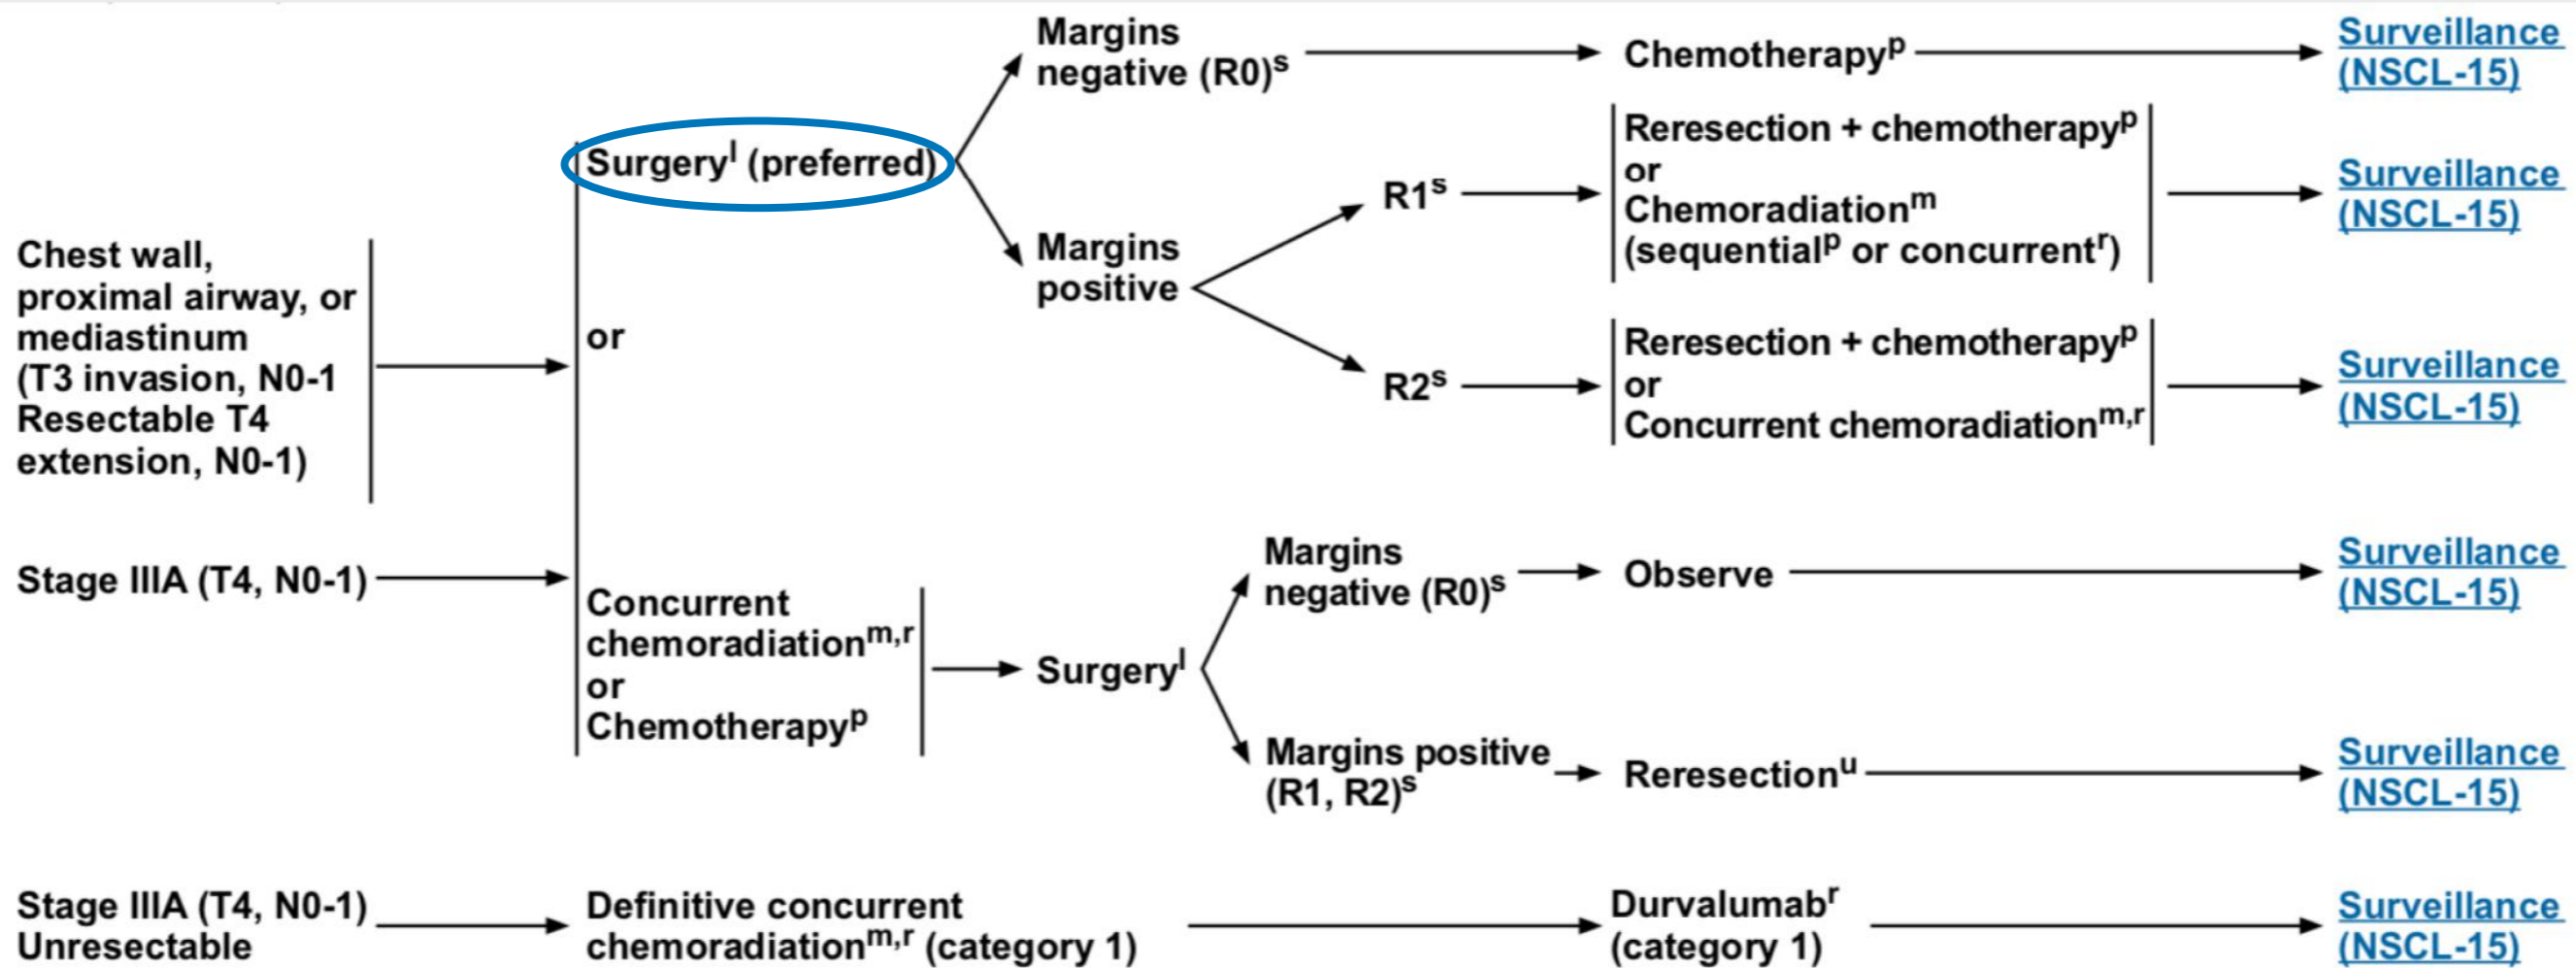 Chest wall,
proximal airway, or
mediastinum
(T3 invasion, N0-1
Resectable T4
extension, N0-1)
Stage IIIA (T4, N0-1)
Surgeryˡ (preferred)
or
Concurrent
chemoradiationᵐ,ʳ
or
Chemotherapyᵖ
Margins
negative (R0)ˢ
Chemotherapyᵖ
Surveillance
(NSCL-15)
Margins
positive
R1ˢ
Reresection + chemotherapyᵖ
or
Chemoradiationᵐ
(sequentialᵖ or concurrentʳ)
Surveillance
(NSCL-15)
R2ˢ
Reresection + chemotherapyᵖ
or
Concurrent chemoradiationᵐ,ʳ
Surveillance
(NSCL-15)
Surgeryˡ
Margins
negative (R0)ˢ
Observe
Surveillance
(NSCL-15)
Margins positive
(R1, R2)ˢ
Reresectionᵘ
Surveillance
(NSCL-15)
Stage IIIA (T4, N0-1)
Unresectable
Definitive concurrent
chemoradiationᵐ,ʳ (category 1)
Durvalumabʳ
(category 1)
Surveillance
(NSCL-15)